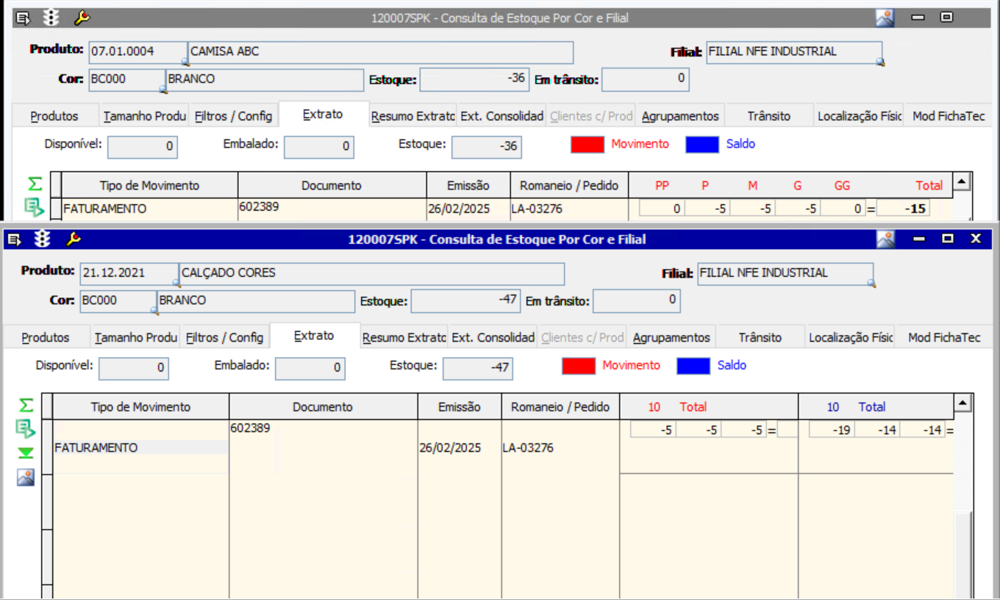 120007SPK - Consulta de Estoque Por Cor e Filial
Produto: 07.01.0004 CAMISA ABC Filial: FILIAL NFE INDUSTRIAL
Cor: BC000 BRANCO Estoque: -36 Em trânsito: 0
Produtos Tamanho Produ Filtros / Config Extrato Resumo Extrato Ext. Consolidad Clientes c/ Prod Agrupamentos Trânsito Localização Físic Mod FichaTec
Disponível: 0 Embalado: 0 Estoque: -36 Movimento Saldo
Tipo de Movimento Documento Emissão Romaneio / Pedido PP P M G GG Total
FATURAMENTO 602389 26/02/2025 LA-03276 0 -5 -5 -5 0 = -15
120007SPK - Consulta de Estoque Por Cor e Filial
Produto: 21.12.2021 CALÇADO CORES Filial: FILIAL NFE INDUSTRIAL
Cor: BC000 BRANCO Estoque: -47 Em trânsito: 0
Produtos Tamanho Produ Filtros / Config Extrato Resumo Extrato Ext. Consolidad Clientes c/ Prod Agrupamentos Trânsito Localização Físic Mod FichaTec
Disponível: 0 Embalado: 0 Estoque: -47 Movimento Saldo
Tipo de Movimento Documento Emissão Romaneio / Pedido 10 Total 10 Total
602389 -5 -5 -5 = -19 -14 -14 =
FATURAMENTO 26/02/2025 LA-03276